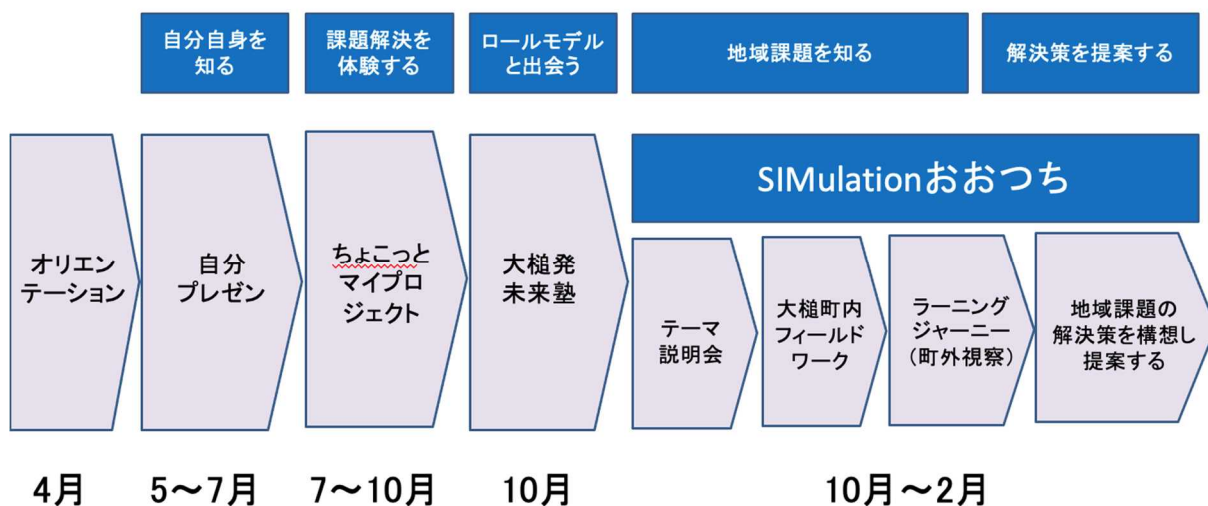 自分自身を
知る
課題解決を
体験する
ロールモデル
と出会う
地域課題を知る
解決策を提案する
SIMulationおおつち
オリエン
テーション
自分
プレゼン
ちょこっと
マイプロ
ジェクト
大槌発
未来塾
テーマ
説明会
大槌町内
フィールド
ワーク
ラーニング
ジャーニー
（町外視察）
地域課題の
解決策を構想し
提案する
4月
5～7月
7～10月
10月
10月～2月